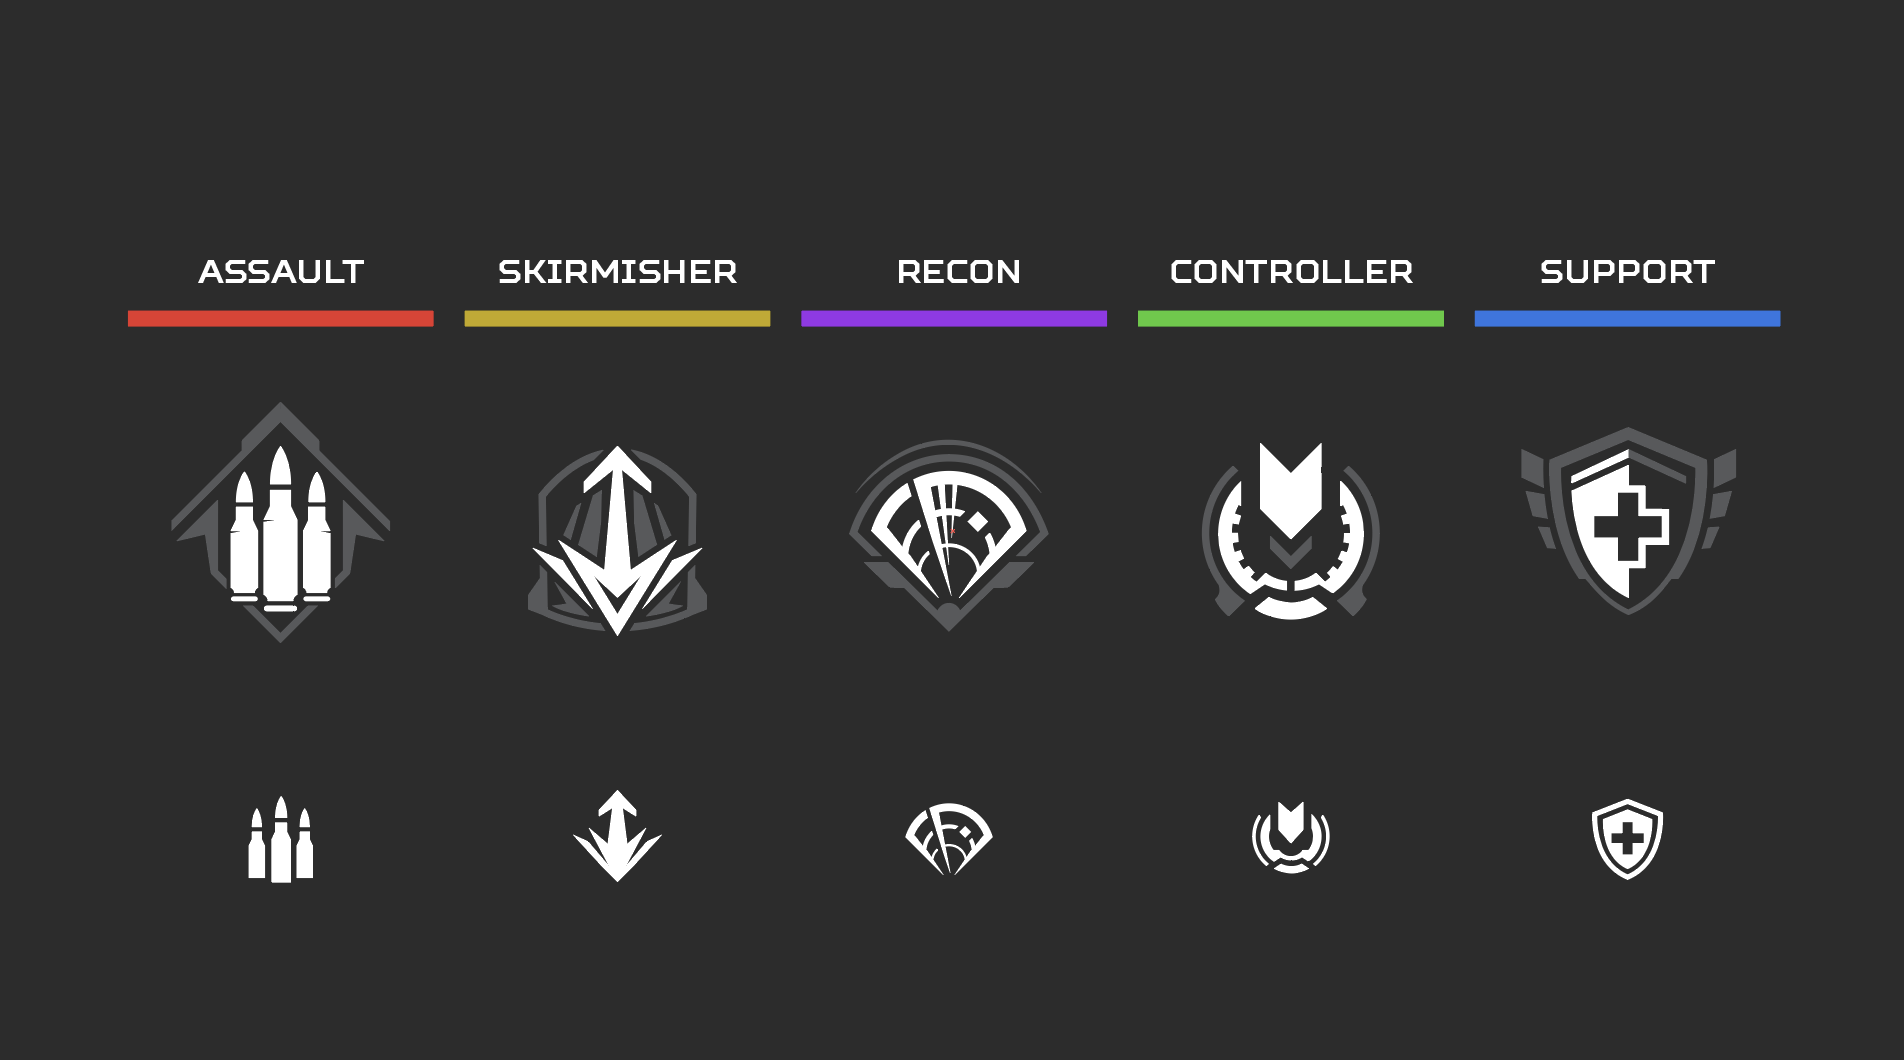 ASSAULT
SKIRMISHER
RECON
CONTROLLER
SUPPORT